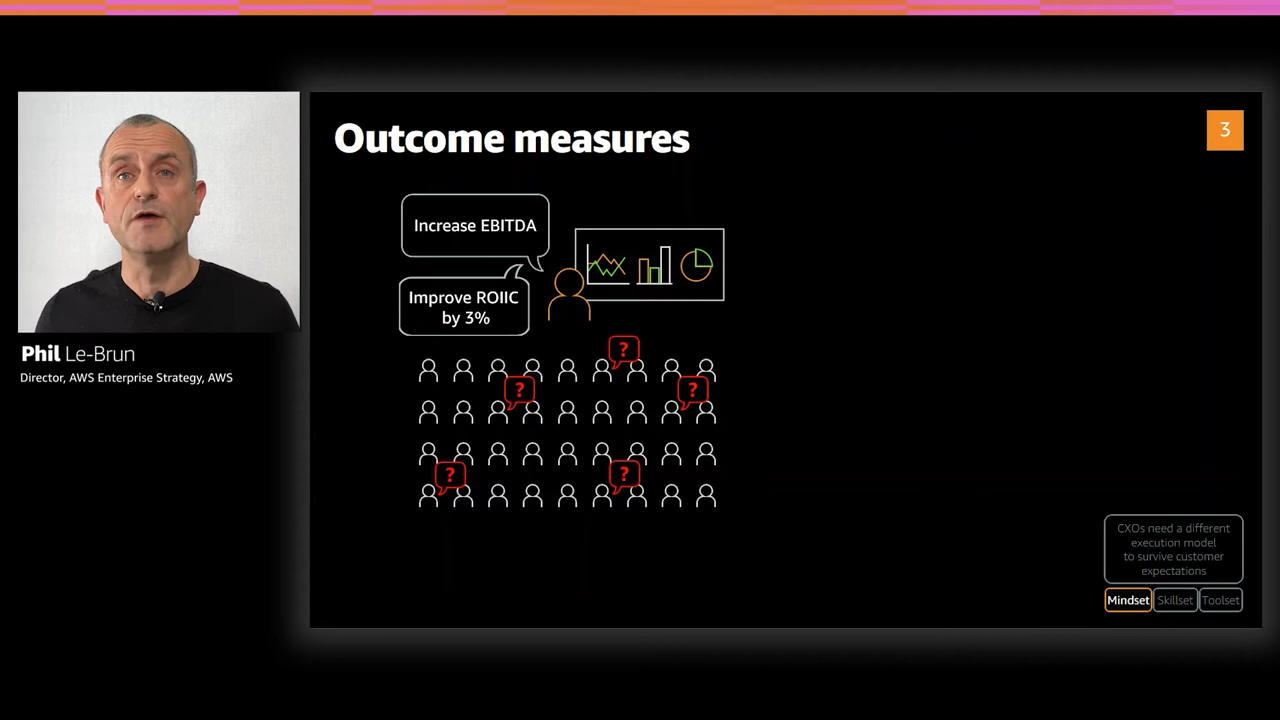 Outcome measures
3
Increase EBITDA
Improve ROIIC
by 3%
?
?
?
?
?
Phil Le-Brun
Director, AWS Enterprise Strategy, AWS
CXOs need a different
execution model
to survive customer
expectations
Mindset Skillset Toolset